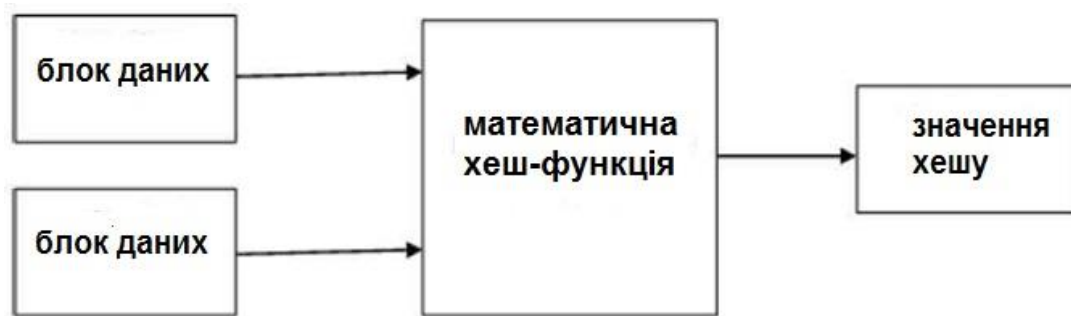 блок даних
блок даних
математична
хеш-функція
значення
хешу